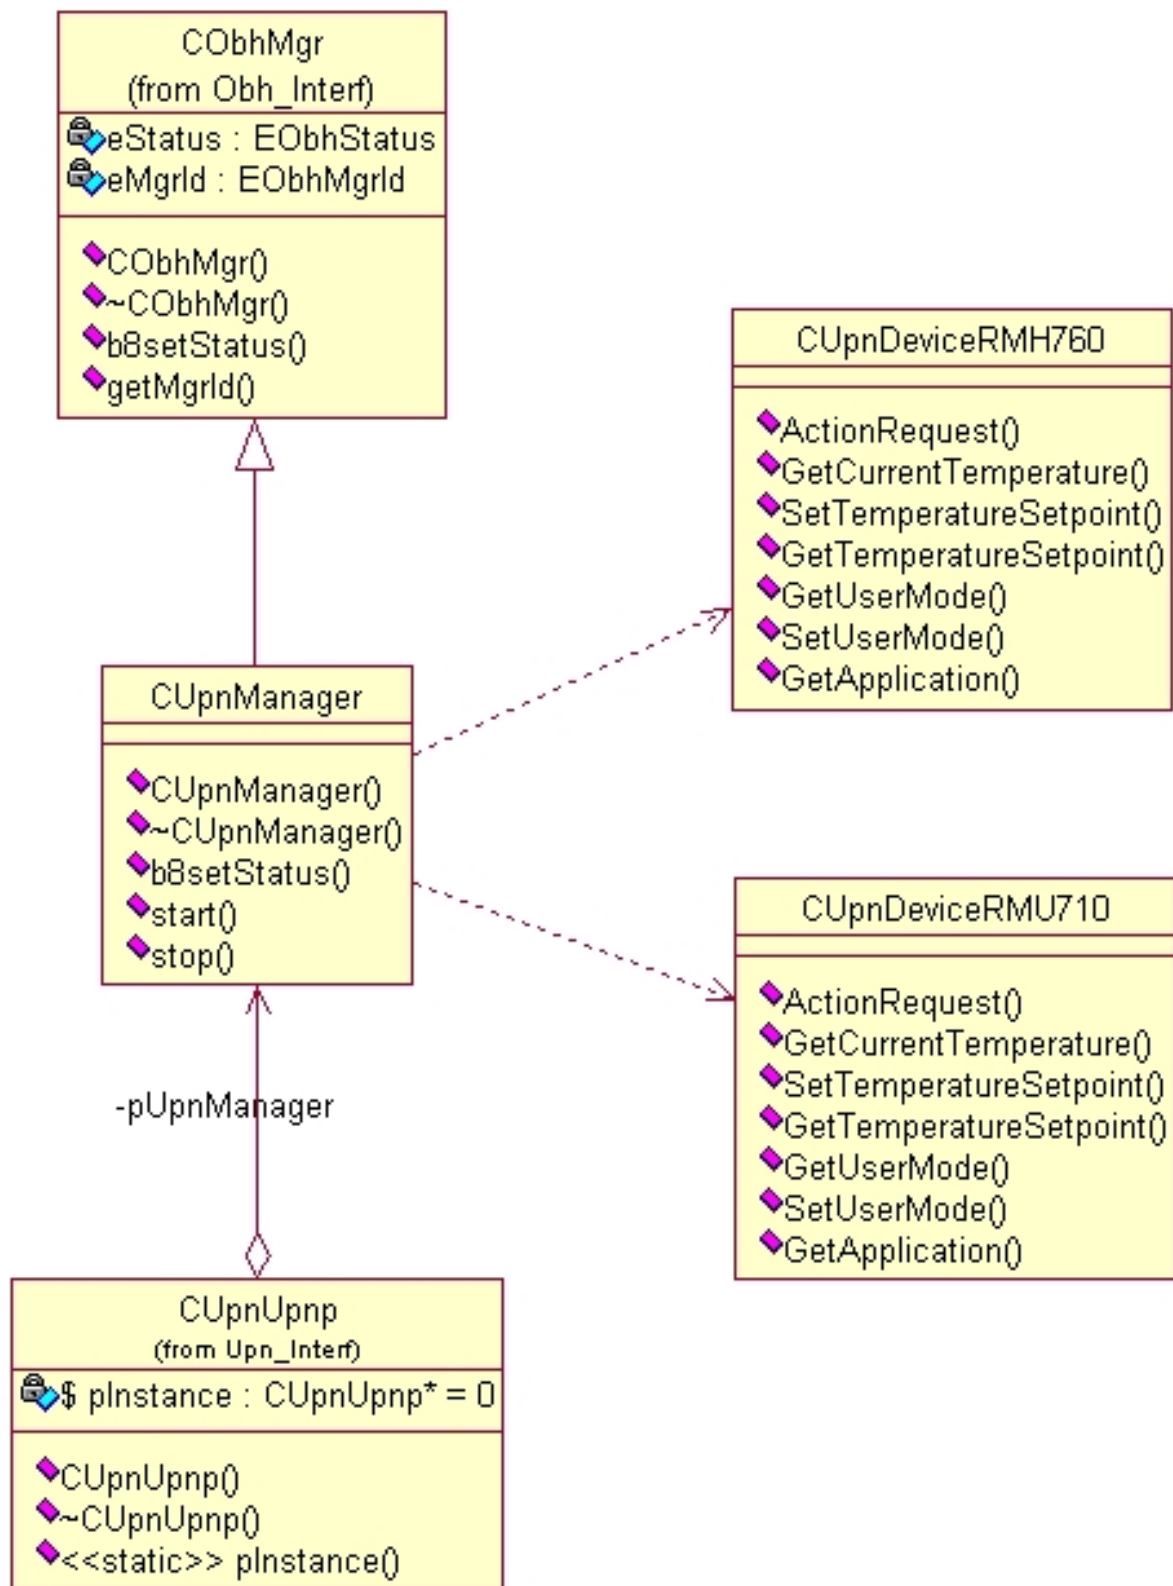 CObhMgr
(from Obh_Interf)
eStatus : EObhStatus
eMgrId : EObhMgrId
CObhMgr()
~CObhMgr()
b8setStatus()
getMgrId()
CUpnDeviceRMH760
ActionRequest()
GetCurrentTemperature()
SetTemperatureSetpoint()
GetTemperatureSetpoint()
GetUserMode()
SetUserMode()
GetApplication()
CUpnManager
CUpnManager()
~CUpnManager()
b8setStatus()
start()
stop()
CUpnDeviceRMU710
ActionRequest()
GetCurrentTemperature()
SetTemperatureSetpoint()
GetTemperatureSetpoint()
GetUserMode()
SetUserMode()
GetApplication()
-pUpnManager
CUpnUpnp
(from Upn_Interf)
$ pInstance : CUpnUpnp* = 0
CUpnUpnp()
~CUpnUpnp()
<<static>> pInstance()